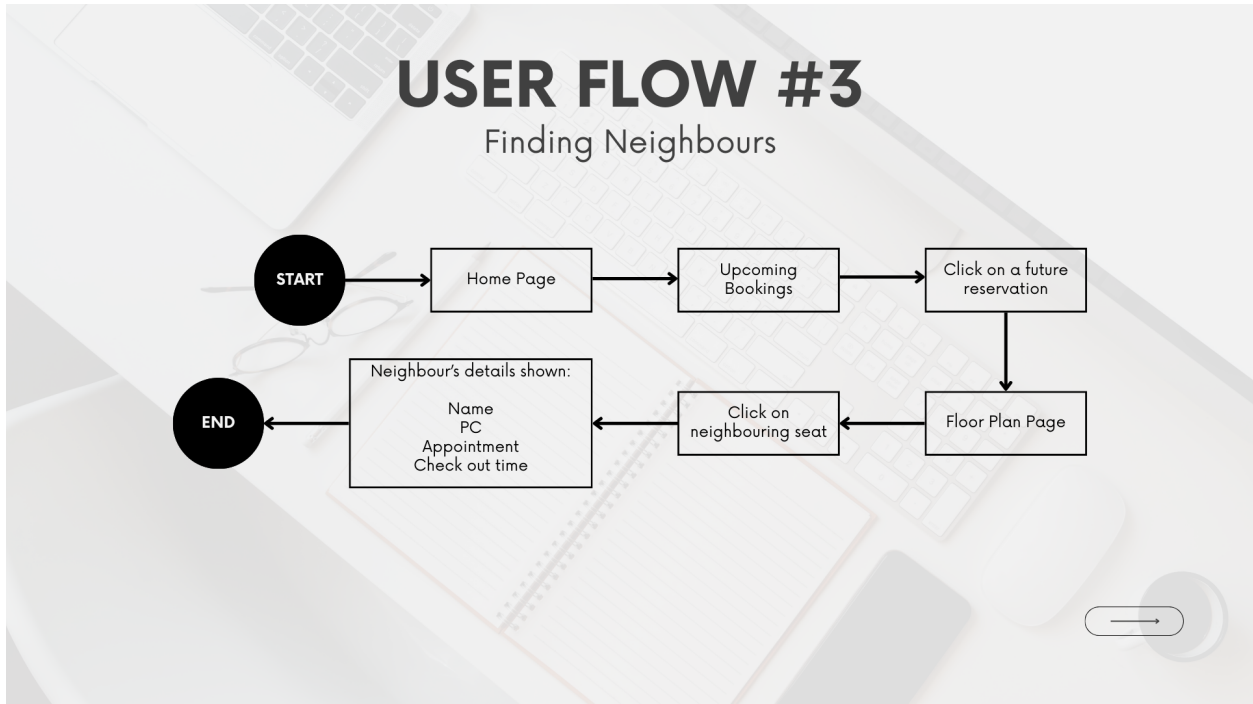 USER FLOW #3
Finding Neighbours
START
Home Page
Upcoming
Bookings
Click on a future
reservation
Floor Plan Page
Click on
neighbouring seat
Neighbour's details shown:
Name
PC
Appointment
Check out time
END